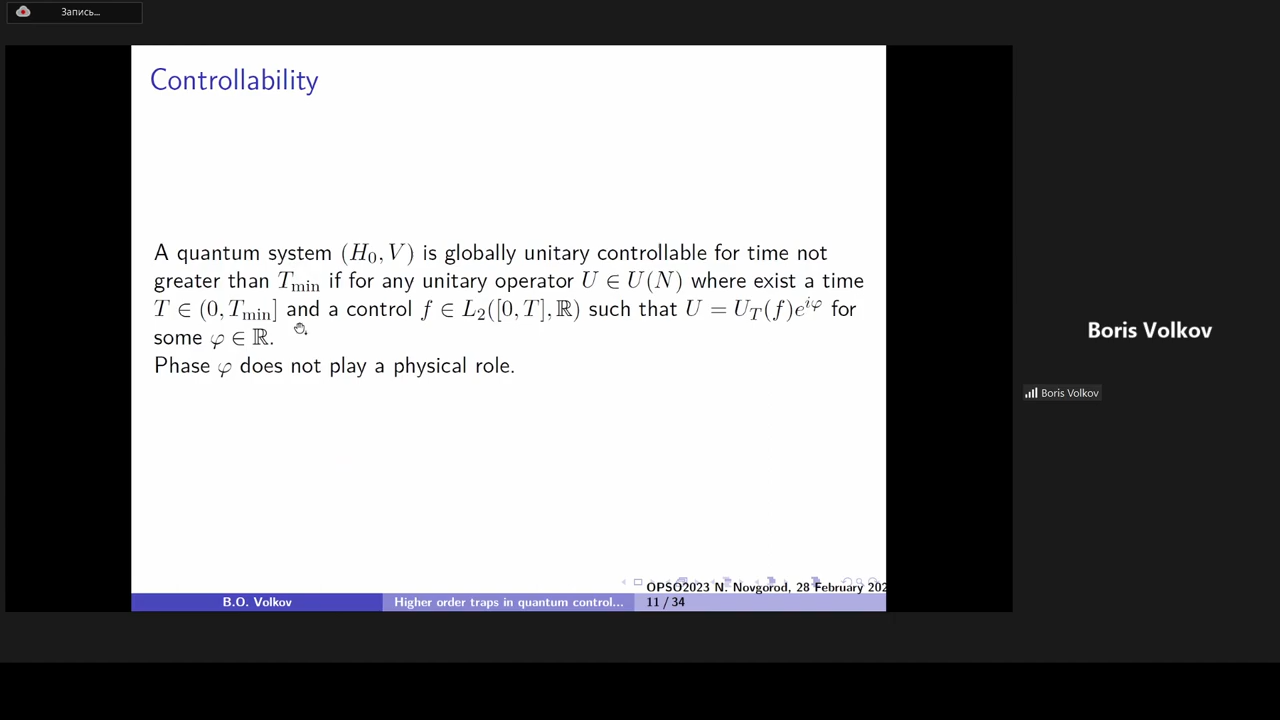 Запись...
Controllability
A quantum system (H₀, V) is globally unitary controllable for time not
greater than T_min if for any unitary operator U ∈ U(N) where exist a time
T ∈ (0, T_min] and a control f ∈ L₂([0, T], ℝ) such that U = U_T(f)e^{iφ} for
some φ ∈ ℝ.
Phase φ does not play a physical role.
Boris Volkov
Boris Volkov
OPSO2023 N. Novgorod, 28 February 202
B.O. Volkov
Higher order traps in quantum control...
11 / 34